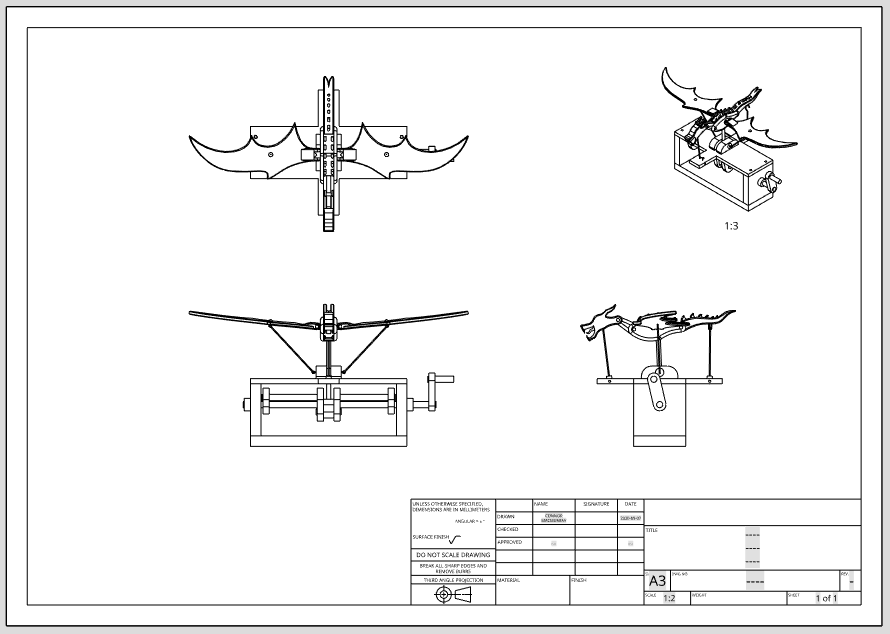 1:3
UNLESS OTHERWISE SPECIFIED,
DIMENSIONS ARE IN MILLIMETERS
ANGULAR = ± °
SURFACE FINISH
DO NOT SCALE DRAWING
BREAK ALL SHARP EDGES AND
REMOVE BURRS
THIRD ANGLE PROJECTION
NAME
SIGNATURE
DATE
DRAWN
CHECKED
APPROVED
MATERIAL
FINISH
TITLE
----
----
----
A3
DWG NO.
----
REV.
-
SCALE
1:2
WEIGHT
SHEET
1 of 1